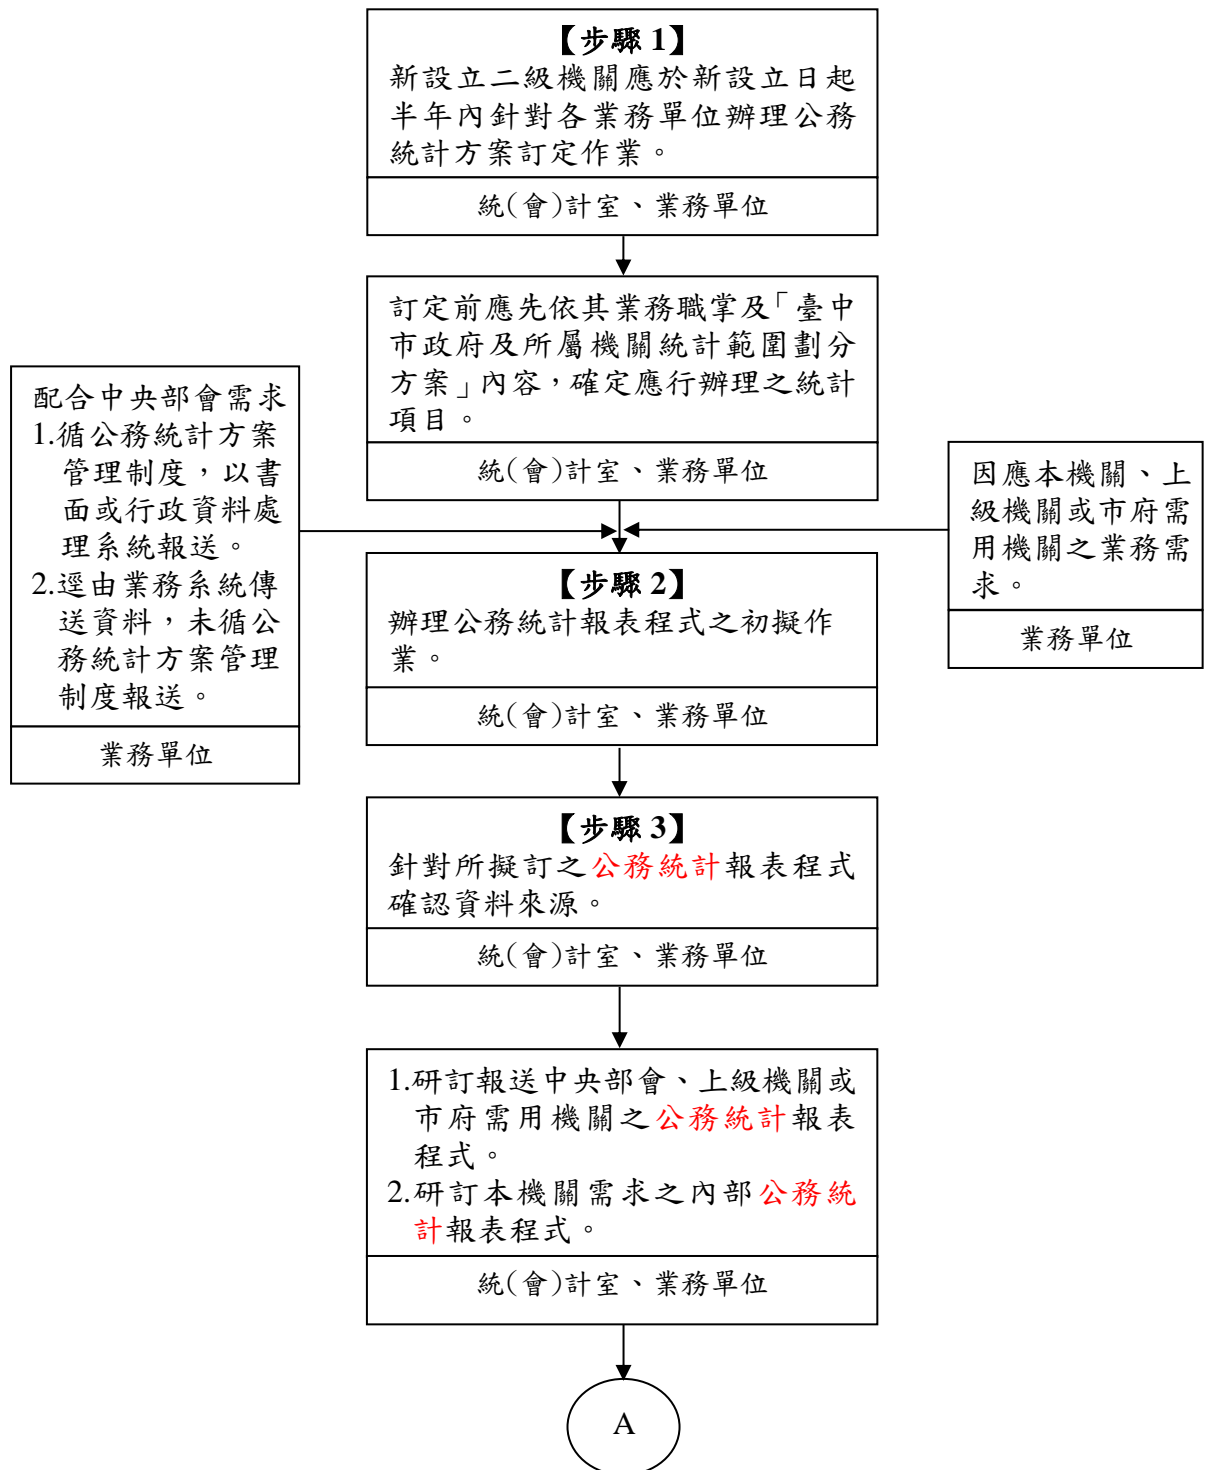 【步驟 1】
新設立二級機關應於新設立日起
半年內針對各業務單位辦理公務
統計方案訂定作業。
統(會)計室、業務單位
訂定前應先依其業務職掌及「臺中
市政府及所屬機關統計範圍劃分
方案」內容，確定應行辦理之統計
項目。
統(會)計室、業務單位
配合中央部會需求
1.循公務統計方案
管理制度，以書
面或行政資料處
理系統報送。
2.逕由業務系統傳
送資料，未循公
務統計方案管理
制度報送。
業務單位
因應本機關、上
級機關或市府需
用機關之業務需
求。
業務單位
【步驟 2】
辦理公務統計報表程式之初擬作
業。
統(會)計室、業務單位
【步驟 3】
針對所擬訂之公務統計報表程式
確認資料來源。
統(會)計室、業務單位
1.研訂報送中央部會、上級機關或
市府需用機關之公務統計報表
程式。
2.研訂本機關需求之內部公務統
計報表程式。
統(會)計室、業務單位
A